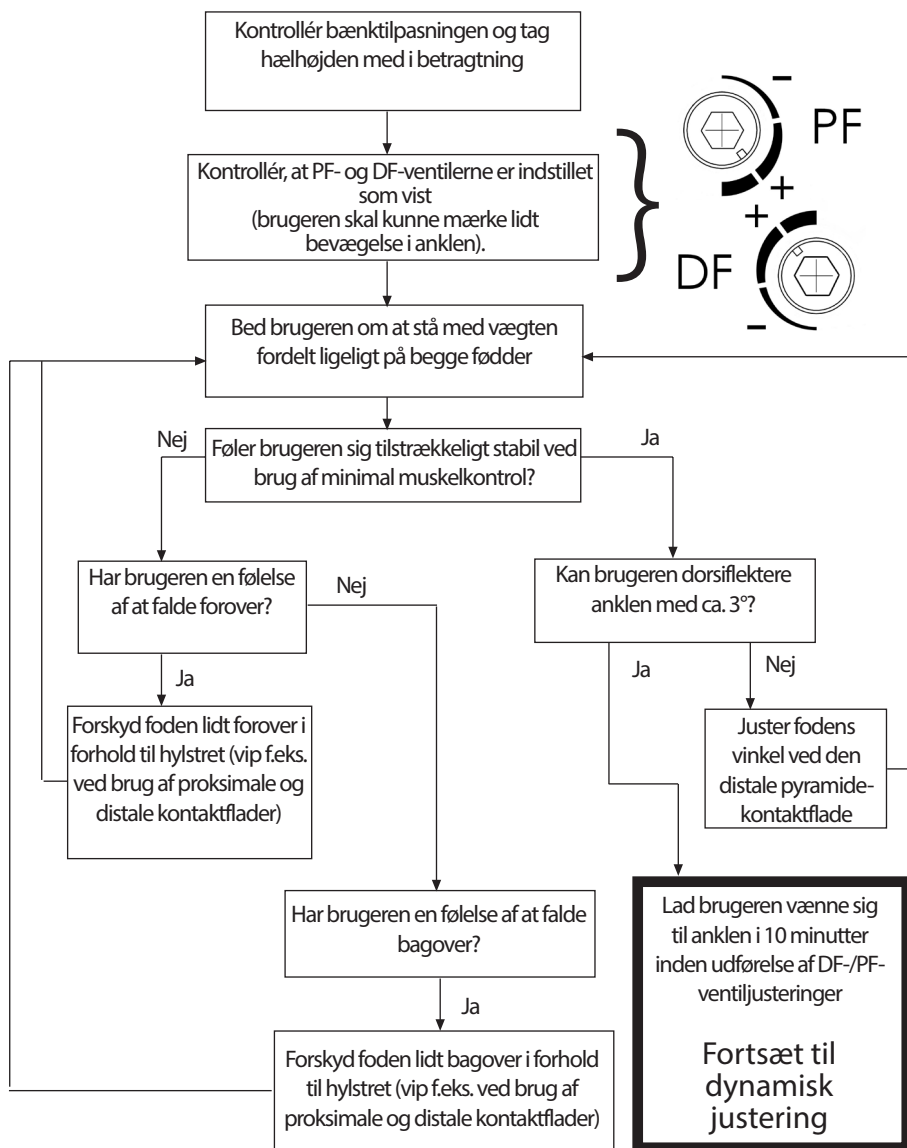 Kontrollér bænktilpasningen og tag
hælhøjden med i betragtning
Kontrollér, at PF- og DF-ventilerne er indstillet
som vist
(brugeren skal kunne mærke lidt
bevægelse i anklen).
-
PF
+
+
DF
-
Bed brugeren om at stå med vægten
fordelt ligeligt på begge fødder
Nej
Føler brugeren sig tilstrækkeligt stabil ved
brug af minimal muskelkontrol?
Ja
Har brugeren en følelse
af at falde forover?
Nej
Kan brugeren dorsiflektere
anklen med ca. 3°?
Ja
Ja
Nej
Forskyd foden lidt forover i
forhold til hylstret (vip f.eks.
ved brug af proksimale og
distale kontaktflader)
Juster fodens
vinkel ved den
distale pyramide-
kontaktflade
Har brugeren en følelse af at falde
bagover?
Ja
Forskyd foden lidt bagover i forhold
til hylstret (vip f.eks. ved brug af
proksimale og distale kontaktflader)
Lad brugeren vænne sig
til anklen i 10 minutter
inden udførelse af DF-/PF-
ventiljusteringer
Fortsæt til
dynamisk
justering